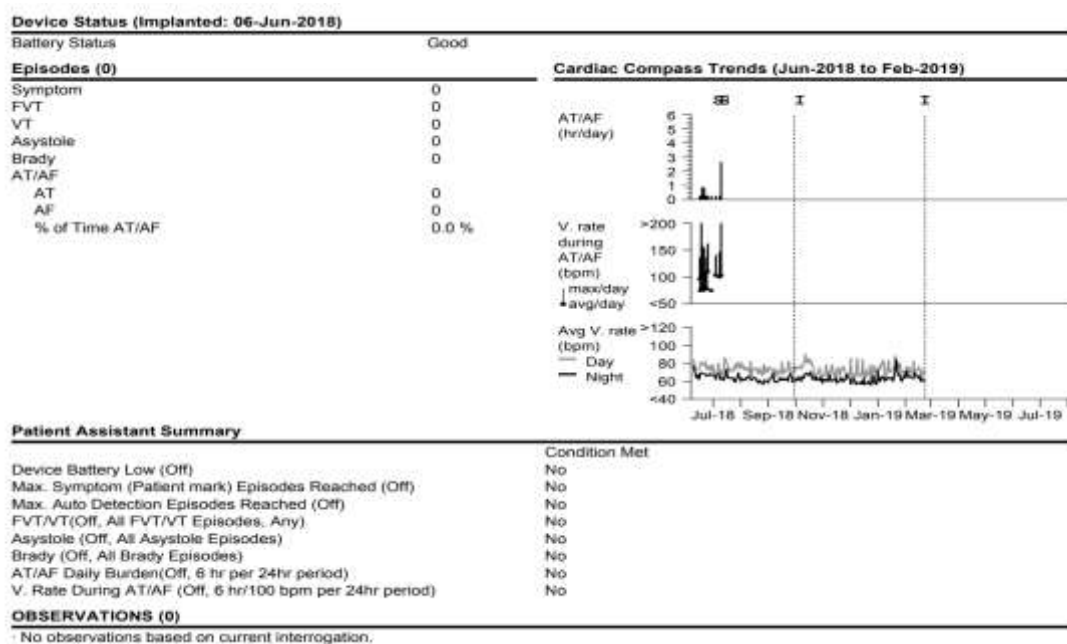 Device Status (Implanted: 06-Jun-2018)
Battery Status Good
Episodes (0)
Symptom 0
FVT 0
VT 0
Asystole 0
Brady 0
AT/AF
AT 0
AF 0
% of Time AT/AF 0.0 %
Cardiac Compass Trends (Jun-2018 to Feb-2019)
I I
AT/AF
(hr/day)
6
5
4
3
2
1
0
V. rate
during
AT/AF
(bpm)
max/day
avg/day
>200
150
100
<50
Avg V. rate
(bpm)
Day
Night
>120
100
80
60
<40
Jul-18 Sep-18 Nov-18 Jan-19 Mar-19 May-19 Jul-19
Patient Assistant Summary
Condition Met
Device Battery Low (Off) No
Max. Symptom (Patient mark) Episodes Reached (Off) No
Max. Auto Detection Episodes Reached (Off) No
FVT/VT(Off, All FVT/VT Episodes, Any) No
Asystole (Off, All Asystole Episodes) No
Brady (Off, All Brady Episodes) No
AT/AF Daily Burden(Off, 6 hr per 24hr period) No
V. Rate During AT/AF (Off, 6 hr/100 bpm per 24hr period) No
OBSERVATIONS (0)
· No observations based on current interrogation.